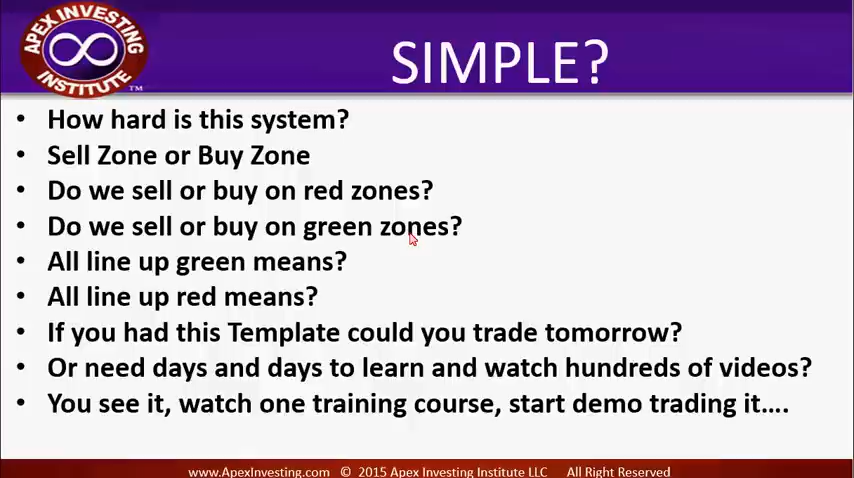 APEX INVESTING
INSTITUTE
TM
SIMPLE?
• How hard is this system?
• Sell Zone or Buy Zone
• Do we sell or buy on red zones?
• Do we sell or buy on green zones?
• All line up green means?
• All line up red means?
• If you had this Template could you trade tomorrow?
• Or need days and days to learn and watch hundreds of videos?
• You see it, watch one training course, start demo trading it....
www.ApexInvesting.com © 2015 Apex Investing Institute LLC All Right Reserved